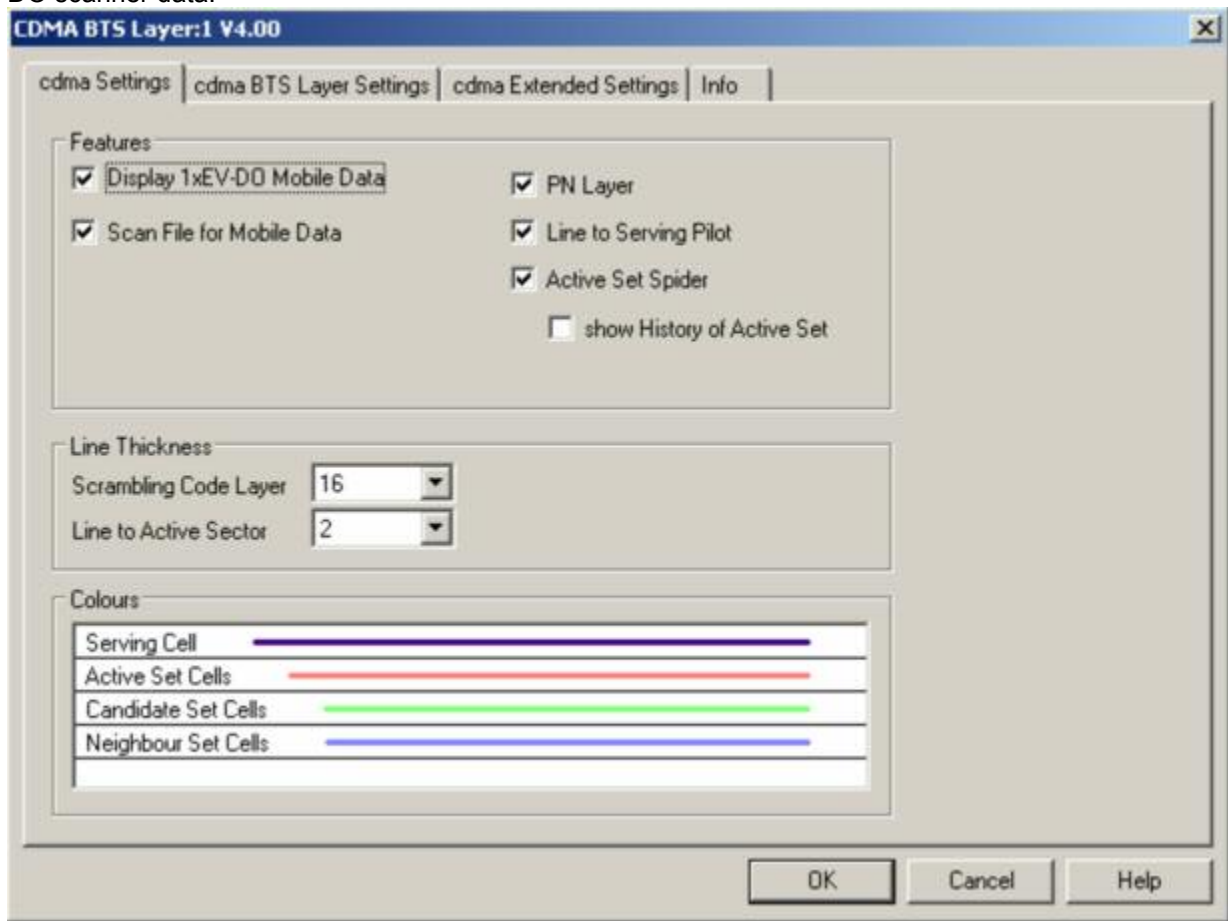 DO scanner data.
CDMA BTS Layer:1 V4.00
cdma Settings cdma BTS Layer Settings cdma Extended Settings Info
Features
Display 1xEV-DO Mobile Data
PN Layer
Scan File for Mobile Data
Line to Serving Pilot
Active Set Spider
show History of Active Set
Line Thickness
Scrambling Code Layer 16
Line to Active Sector 2
Colours
Serving Cell
Active Set Cells
Candidate Set Cells
Neighbour Set Cells
OK Cancel Help